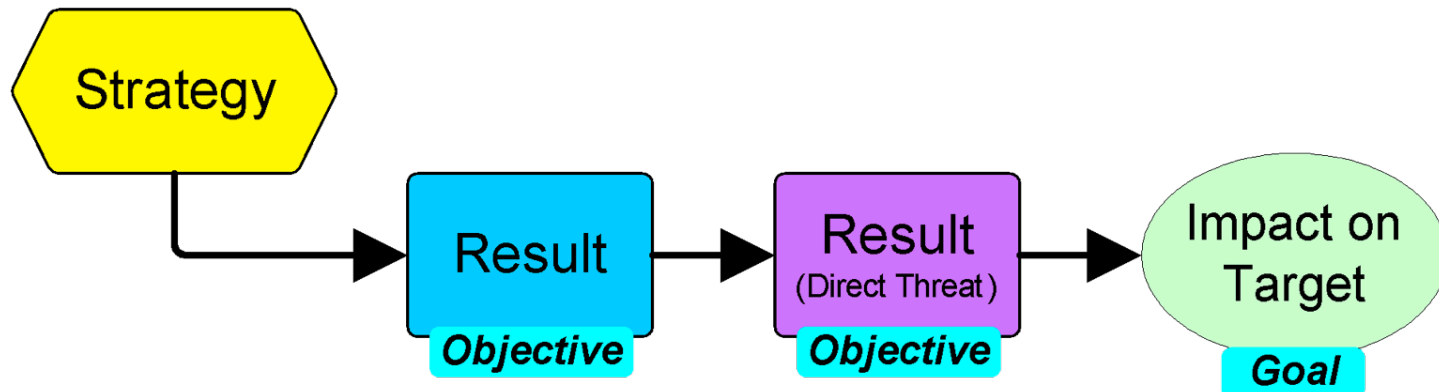 Strategy
Result
Objective
Result
(Direct Threat)
Objective
Impact on
Target
Goal